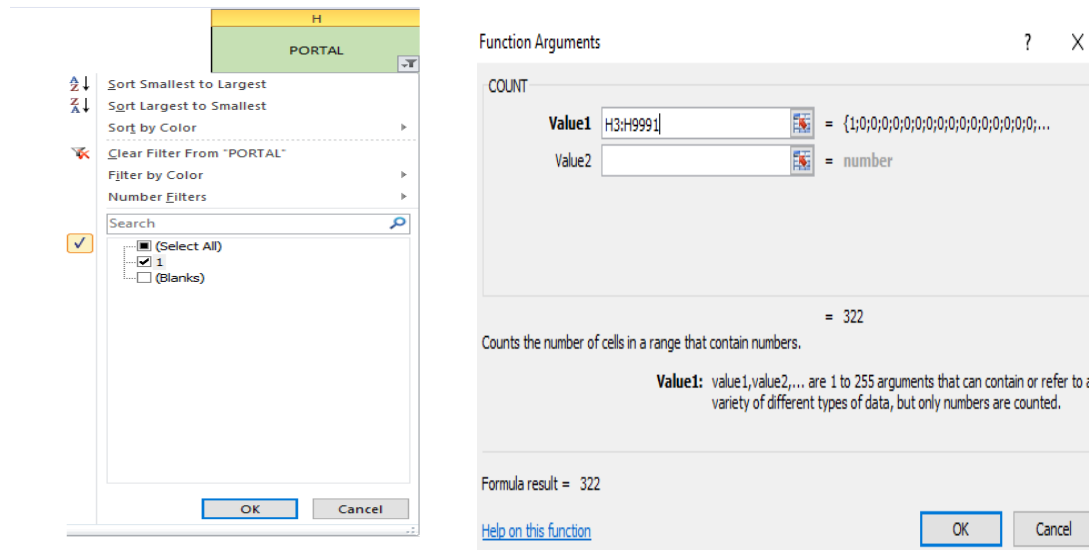 H
PORTAL
Sort Smallest to Largest
Sort Largest to Smallest
Sort by Color
Clear Filter From "PORTAL"
Filter by Color
Number Filters
Search
(Select All)
1
(Blanks)
OK Cancel
Function Arguments ? X
COUNT
Value1 H3:H9991 = {1;0;0;0;0;0;0;0;0;0;0;0;0;0;0;0;0;...
Value2 = number
= 322
Counts the number of cells in a range that contain numbers.
Value1: value1,value2,... are 1 to 255 arguments that can contain or refer to a
variety of different types of data, but only numbers are counted.
Formula result = 322
Help on this function OK Cancel